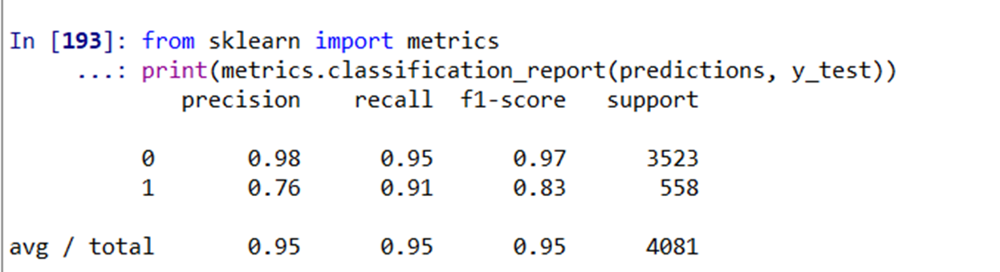 In [193]: from sklearn import metrics
...: print(metrics.classification_report(predictions, y_test))
precision recall f1-score support
0 0.98 0.95 0.97 3523
1 0.76 0.91 0.83 558
avg / total 0.95 0.95 0.95 4081